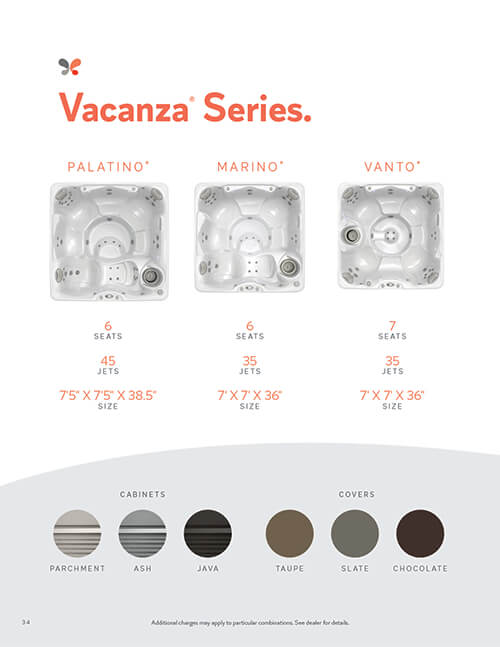 Vacanza® Series.
PALATINO® MARINO® VANTO®
6 6 7
SEATS SEATS SEATS
45 35 35
JETS JETS JETS
7'5" X 7'5" X 38.5" 7' X 7' X 36" 7' X 7' X 36"
SIZE SIZE SIZE
CABINETS COVERS
PARCHMENT ASH JAVA TAUPE SLATE CHOCOLATE
34 Additional charges may apply to particular combinations. See dealer for details.